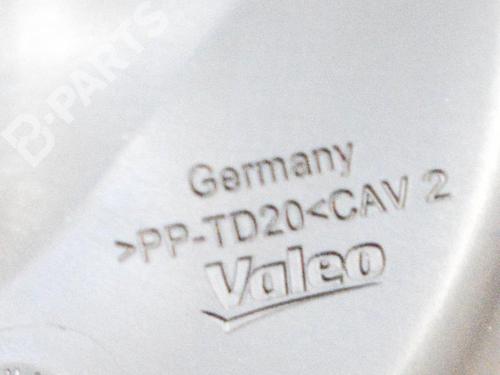 B-PARTS
Germany
>PP-TD20<CAV 2
Valeo